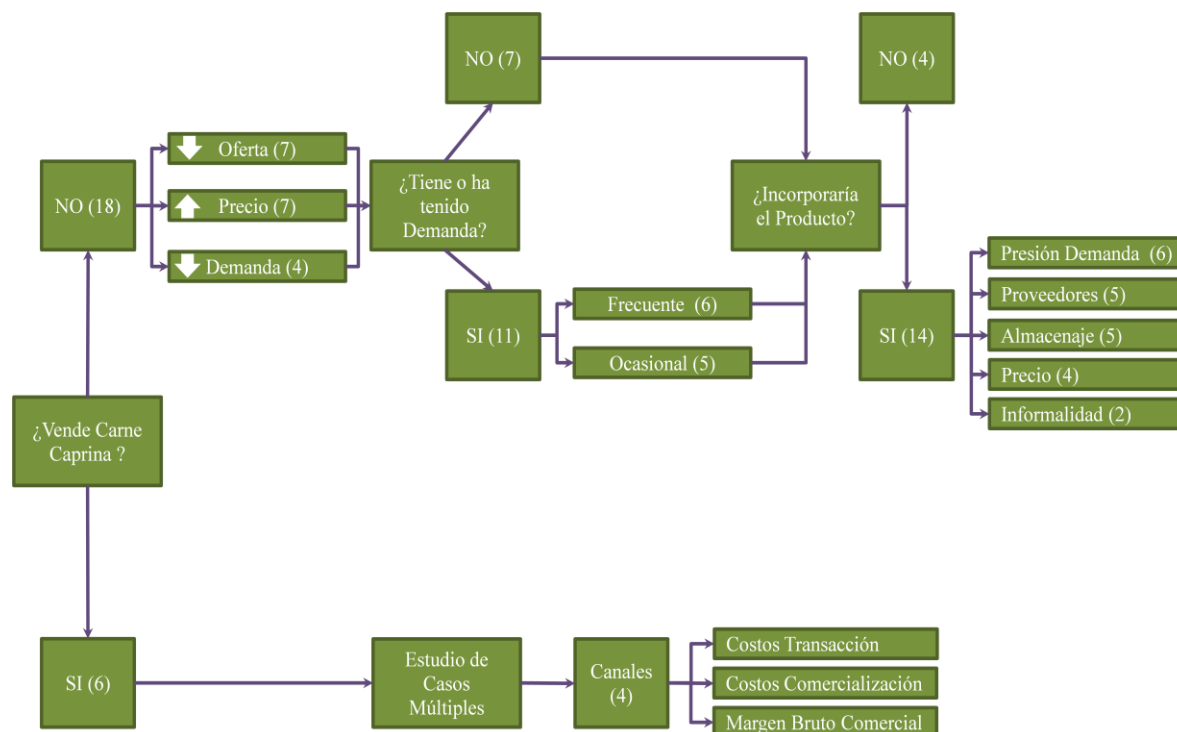 NO (7)
NO (4)
Oferta (7)
NO (18)
Precio (7)
Demanda (4)
¿Tiene o ha
tenido
Demanda?
¿Incorporaría
el Producto?
SI (11)
Frecuente (6)
Ocasional (5)
SI (14)
Presión Demanda (6)
Proveedores (5)
Almacenaje (5)
Precio (4)
Informalidad (2)
¿Vende Carne
Caprina ?
SI (6)
Estudio de
Casos
Múltiples
Canales
(4)
Costos Transacción
Costos Comercialización
Margen Bruto Comercial